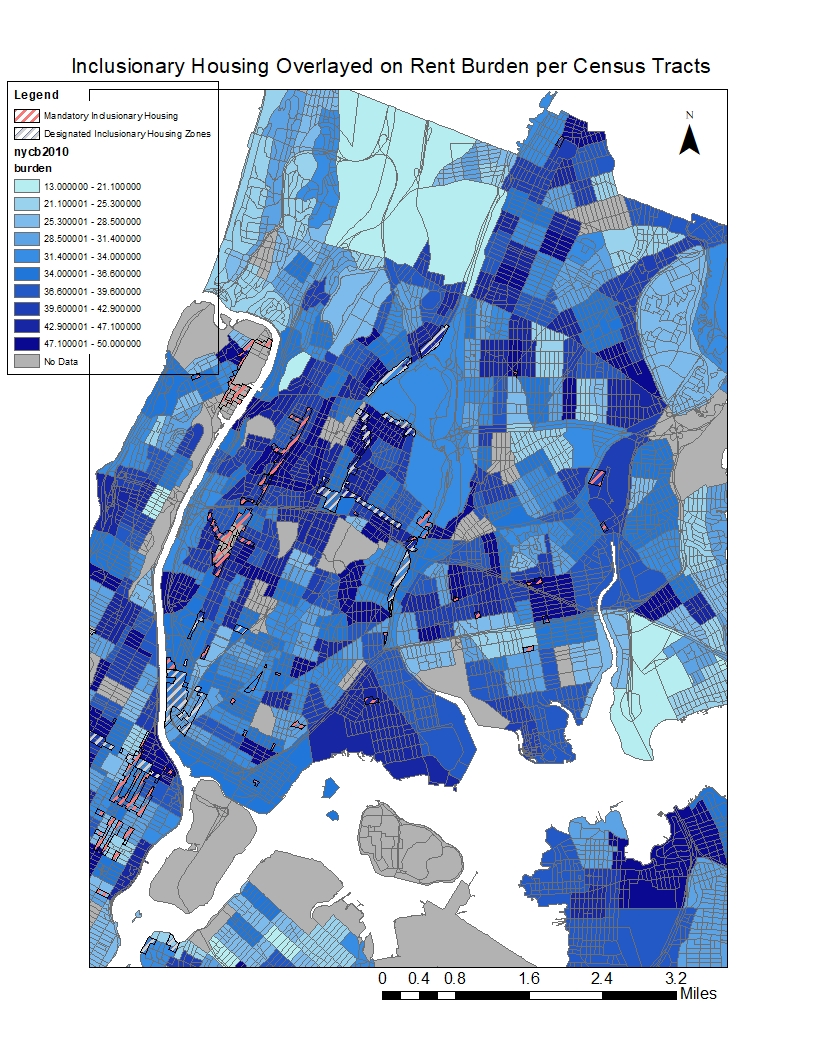 Inclusionary Housing Overlayed on Rent Burden per Census Tracts
Legend
Mandatory Inclusionary Housing
Designated Inclusionary Housing Zones
nycb2010
burden
13.000000 - 21.100000
21.100001 - 25.300000
25.300001 - 28.500000
28.500001 - 31.400000
31.400001 - 34.000000
34.000001 - 36.600000
36.600001 - 39.600000
39.600001 - 42.900000
42.900001 - 47.100000
47.100001 - 50.000000
No Data
N
0 0.4 0.8 1.6 2.4 3.2
Miles